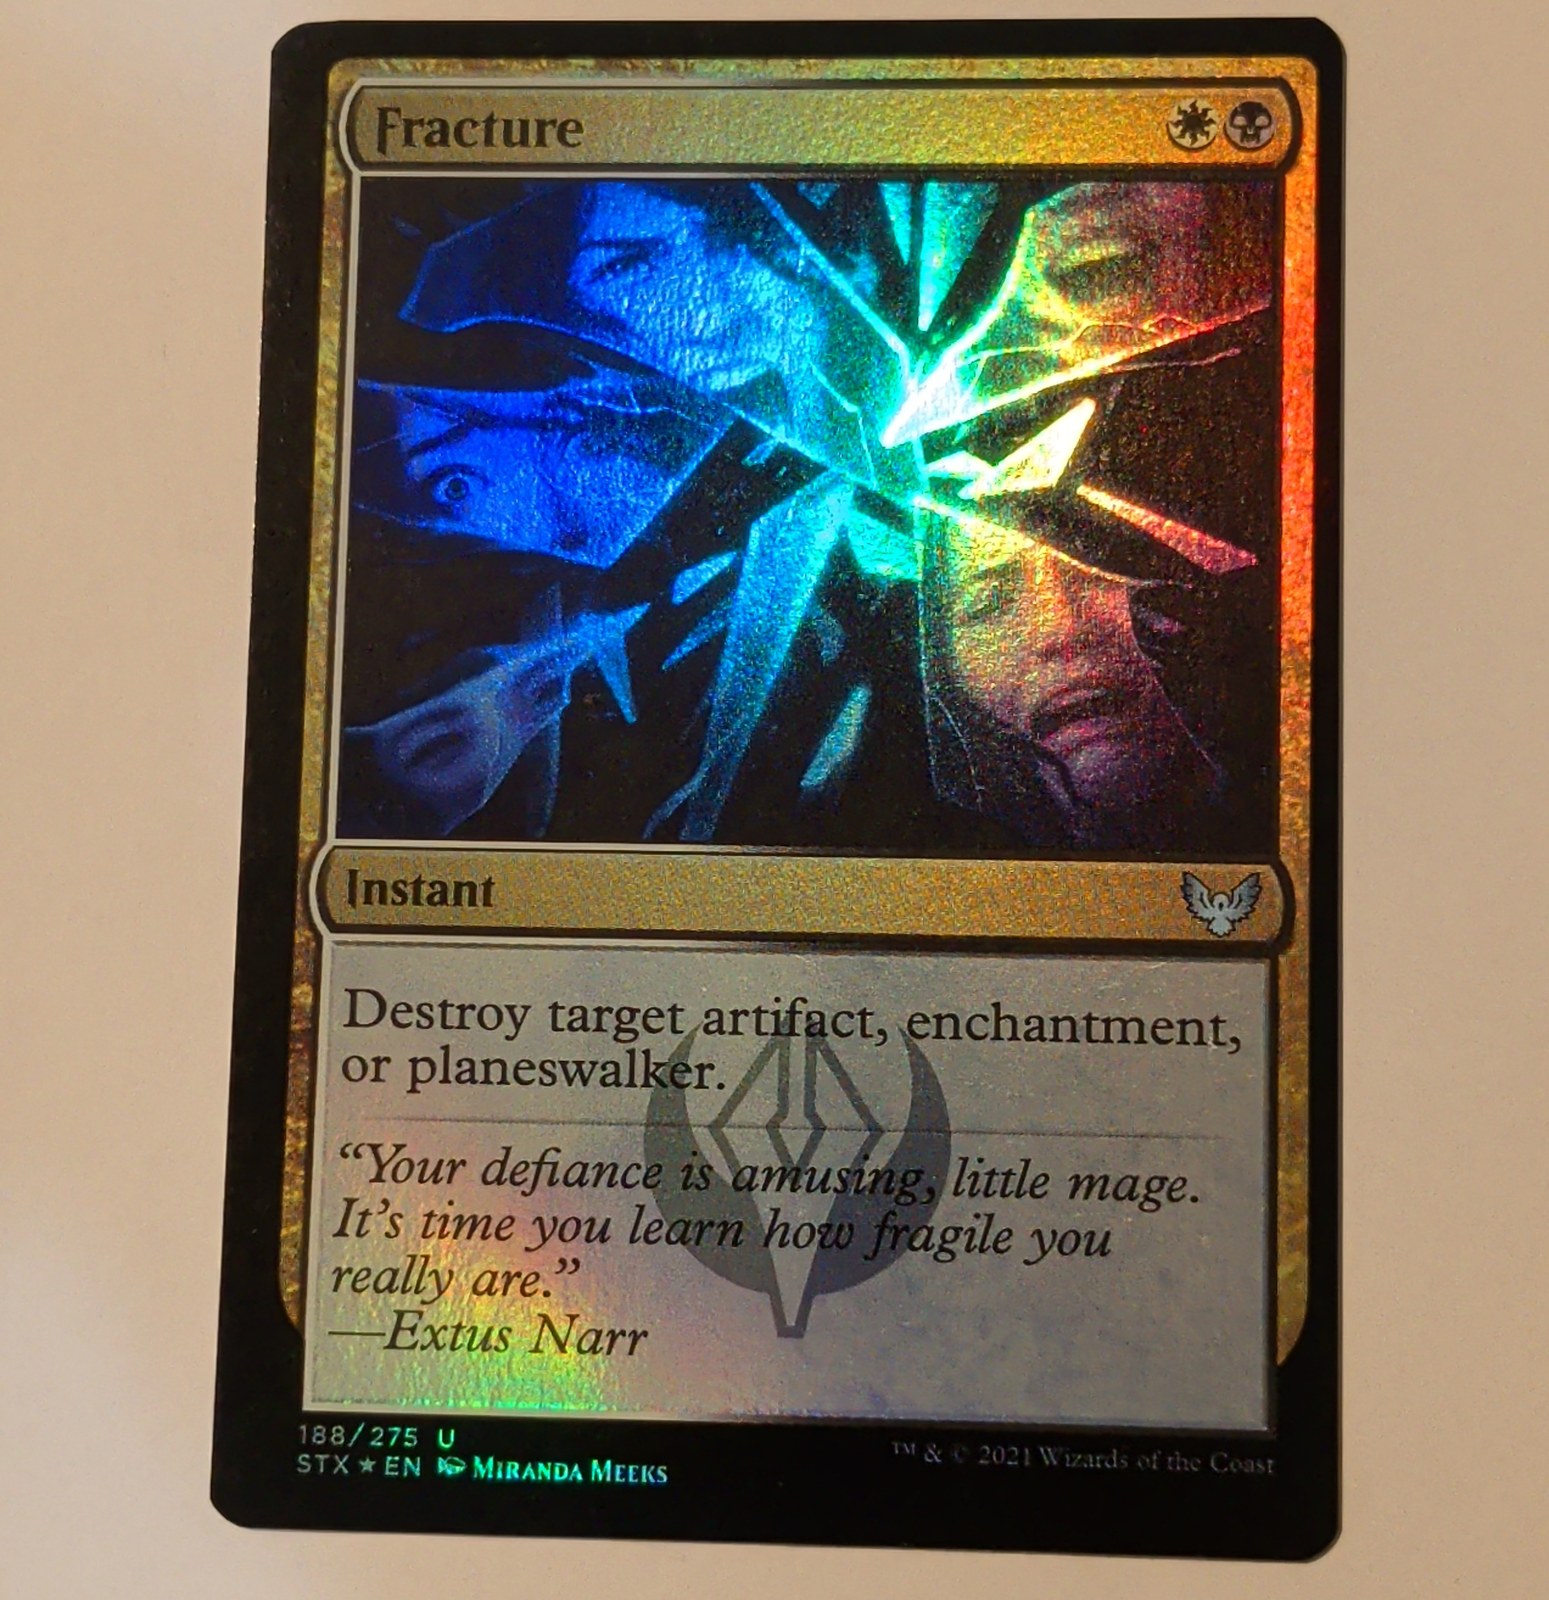 Fracture
Instant
Destroy target artifact, enchantment,
or planeswalker.
“Your defiance is amusing, little mage.
It’s time you learn how fragile you
really are.”
—Extus Narr
188/275 U
STX★EN MIRANDA MEEKS
™ & © 2021 Wizards of the Coast